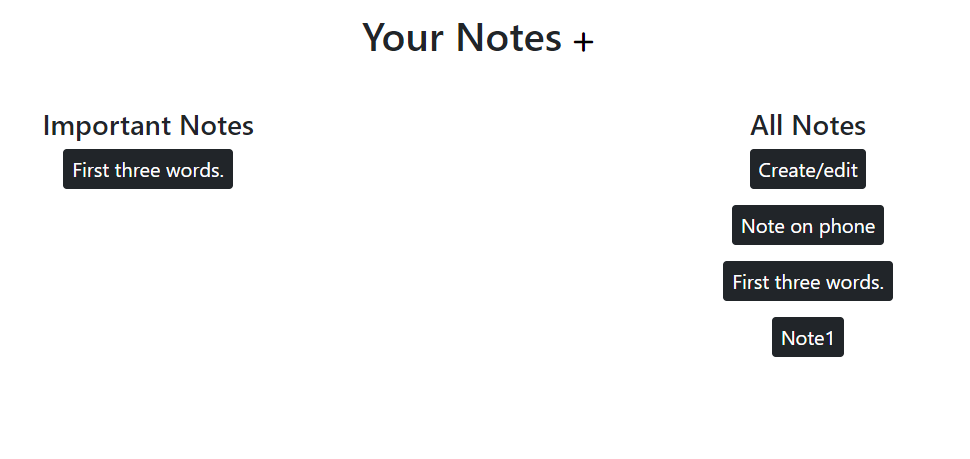 Your Notes +
Important Notes
First three words.
All Notes
Create/edit
Note on phone
First three words.
Note1